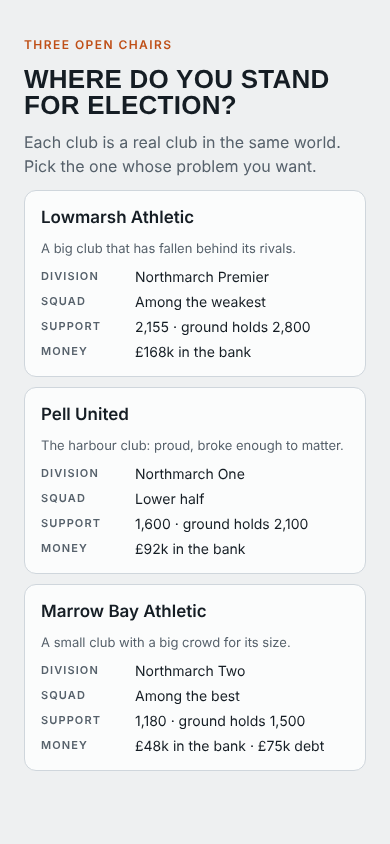 THREE OPEN CHAIRS
WHERE DO YOU STAND
FOR ELECTION?
Each club is a real club in the same world.
Pick the one whose problem you want.
Lowmarsh Athletic
A big club that has fallen behind its rivals.
DIVISION Northmarch Premier
SQUAD Among the weakest
SUPPORT 2,155 · ground holds 2,800
MONEY £168k in the bank
Pell United
The harbour club: proud, broke enough to matter.
DIVISION Northmarch One
SQUAD Lower half
SUPPORT 1,600 · ground holds 2,100
MONEY £92k in the bank
Marrow Bay Athletic
A small club with a big crowd for its size.
DIVISION Northmarch Two
SQUAD Among the best
SUPPORT 1,180 · ground holds 1,500
MONEY £48k in the bank · £75k debt